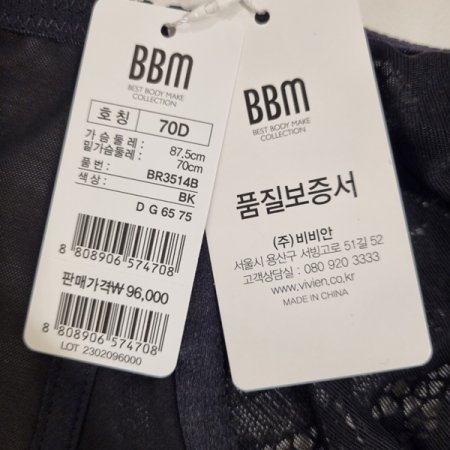 BBM
BEST BODY MAKE
COLLECTION
호 칭 70D
가 슴 둘 레 : 87.5cm
밑가슴둘레 : 70cm
품 번 : BR3514B
색 상 : BK
D G 65 75
8 808906 574708
판매가격₩ 96,000
8 808906 574708
LOT 2302096000
BBM
BEST BODY MAKE
COLLECTION
품질보증서
(주) 비비안
서울시 용산구 서빙고로 51길 52
고객상담실 : 080 920 3333
www.vivien.co.kr
MADE IN CHINA